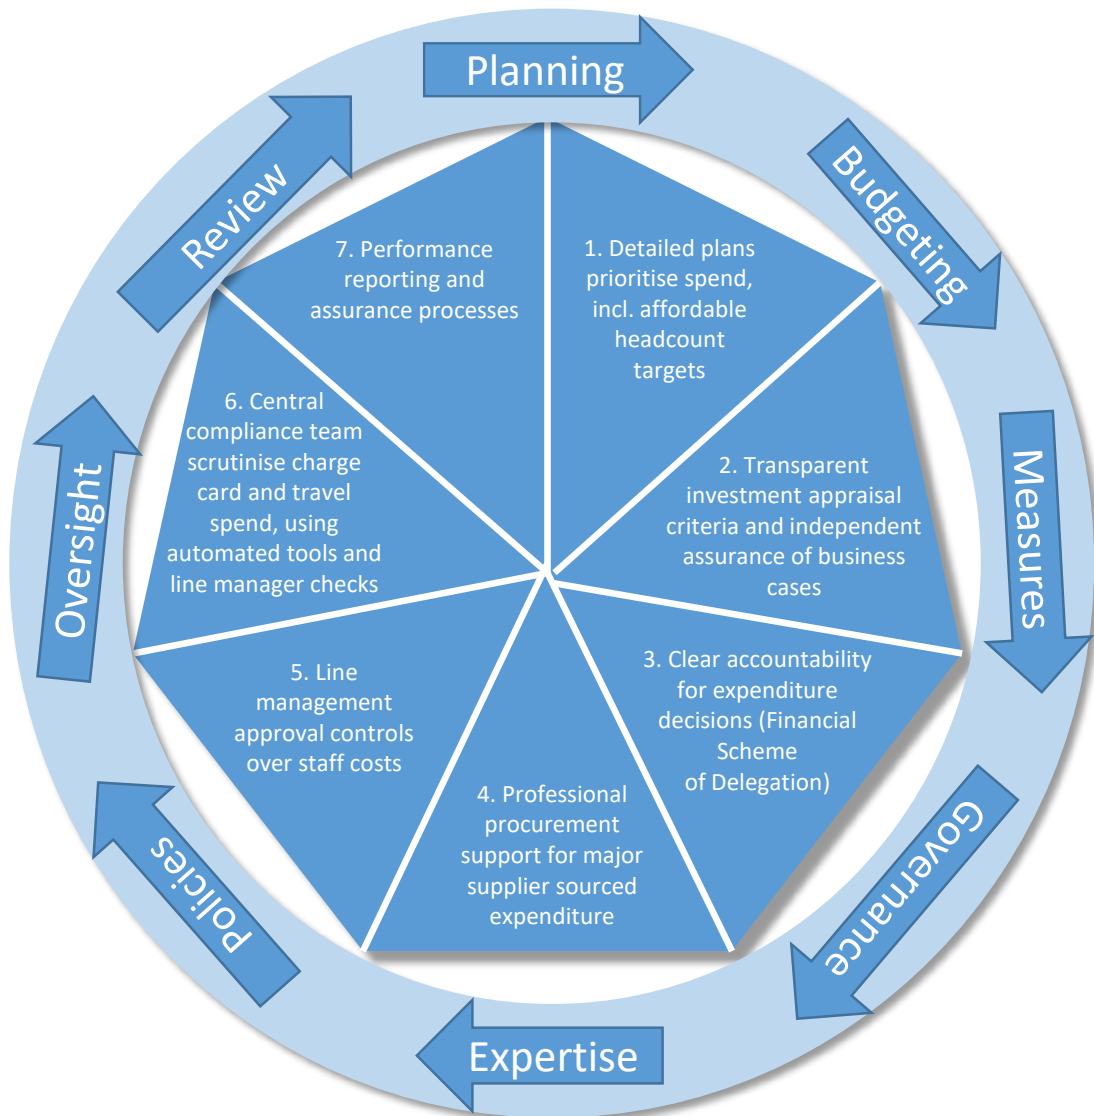 Planning
Budgeting
Measures
Governance
Expertise
Policies
Oversight
Review
1. Detailed plans
prioritise spend,
incl. affordable
headcount
targets
2. Transparent
investment appraisal
criteria and independent
assurance of business
cases
3. Clear accountability
for expenditure
decisions (Financial
Scheme
of Delegation)
4. Professional
procurement
support for major
supplier sourced
expenditure
5. Line
management
approval controls
over staff costs
6. Central
compliance team
scrutinise charge
card and travel
spend, using
automated tools and
line manager checks
7. Performance
reporting and
assurance processes